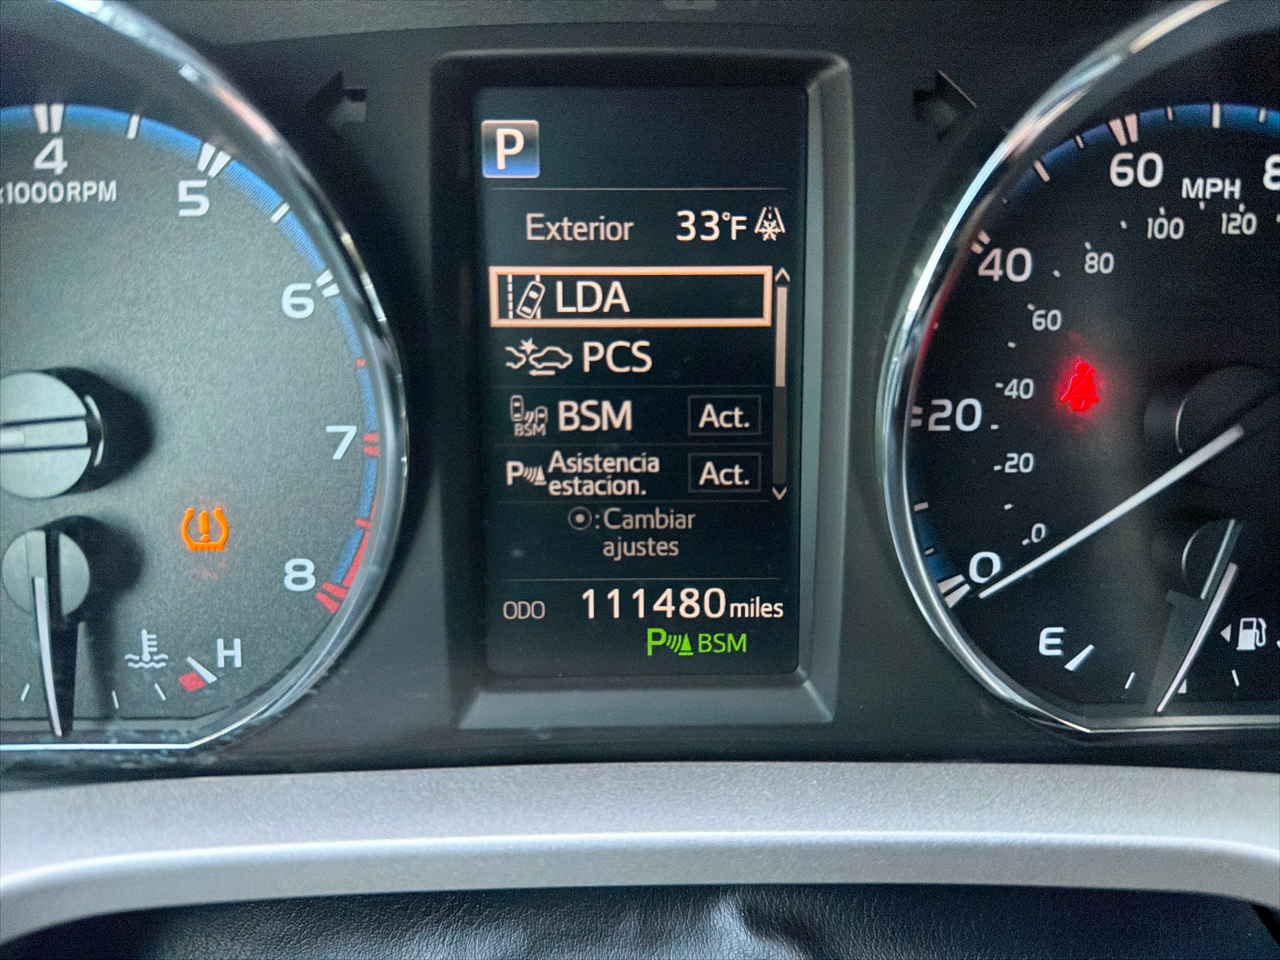 4
x1000RPM
5
6
7
8
H
P
Exterior 33°F
LDA
PCS
BSM BSM Act.
P Asistencia
estacion. Act.
:Cambiar
ajustes
ODO 111480 miles
P BSM
60
MPH
100
120
40
80
60
40
20
20
0
0
E